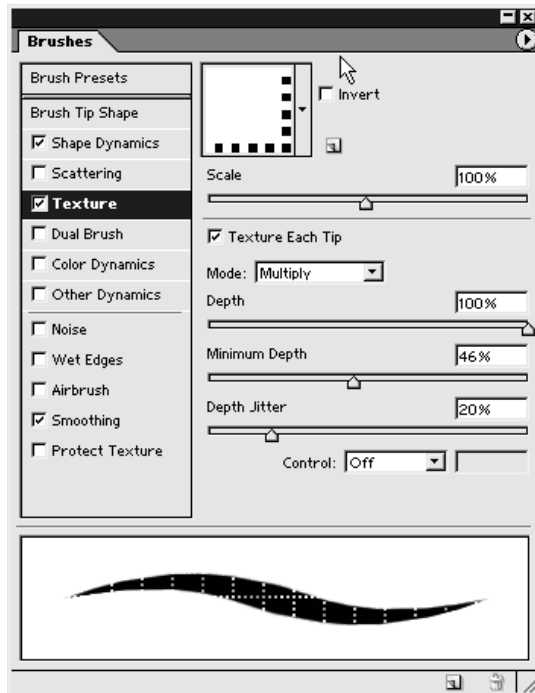 Brushes
Brush Presets
Brush Tip Shape
Shape Dynamics
Scattering
Texture
Dual Brush
Color Dynamics
Other Dynamics
Noise
Wet Edges
Airbrush
Smoothing
Protect Texture
Invert
Scale 100%
Texture Each Tip
Mode: Multiply
Depth 100%
Minimum Depth 46%
Depth Jitter 20%
Control: Off